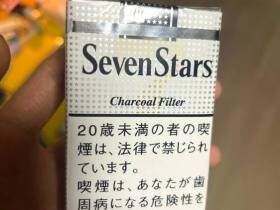 Seven Stars
Charcoal Filter
20歳未満の者の喫
煙は、法律で禁じられ
ています。
喫煙は、あなたが歯
周病になる危険性を